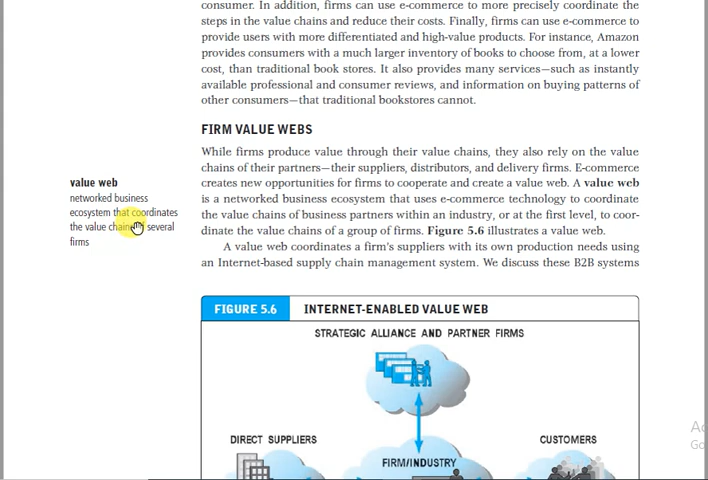 consumer. In addition, firms can use e-commerce to more precisely coordinate the
steps in the value chains and reduce their costs. Finally, firms can use e-commerce to
provide users with more differentiated and high-value products. For instance, Amazon
provides consumers with a much larger inventory of books to choose from, at a lower
cost, than traditional book stores. It also provides many services—such as instantly
available professional and consumer reviews, and information on buying patterns of
other consumers—that traditional bookstores cannot.
FIRM VALUE WEBS
While firms produce value through their value chains, they also rely on the value
chains of their partners—their suppliers, distributors, and delivery firms. E-commerce
creates new opportunities for firms to cooperate and create a value web. A value web
is a networked business ecosystem that uses e-commerce technology to coordinate
the value chains of business partners within an industry, or at the first level, to coor-
dinate the value chains of a group of firms. Figure 5.6 illustrates a value web.
A value web coordinates a firm's suppliers with its own production needs using
an Internet-based supply chain management system. We discuss these B2B systems
value web
networked business
ecosystem that coordinates
the value chains several
firms
FIGURE 5.6 INTERNET-ENABLED VALUE WEB
STRATEGIC ALLIANCE AND PARTNER FIRMS
DIRECT SUPPLIERS
CUSTOMERS
FIRM/INDUSTRY